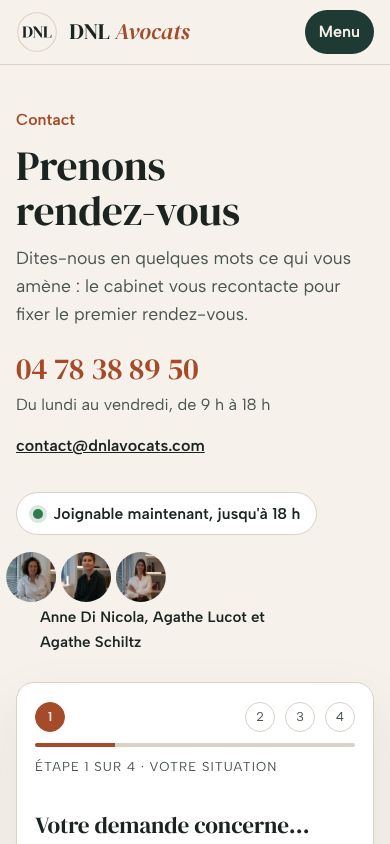 DNL
DNL Avocats
Menu
Contact
Prenons
rendez-vous
Dites-nous en quelques mots ce qui vous
amène : le cabinet vous recontacte pour
fixer le premier rendez-vous.
04 78 38 89 50
Du lundi au vendredi, de 9 h à 18 h
contact@dnlavocats.com
Joignable maintenant, jusqu'à 18 h
Anne Di Nicola, Agathe Lucot et
Agathe Schiltz
1 2 3 4
ÉTAPE 1 SUR 4 · VOTRE SITUATION
Votre demande concerne...